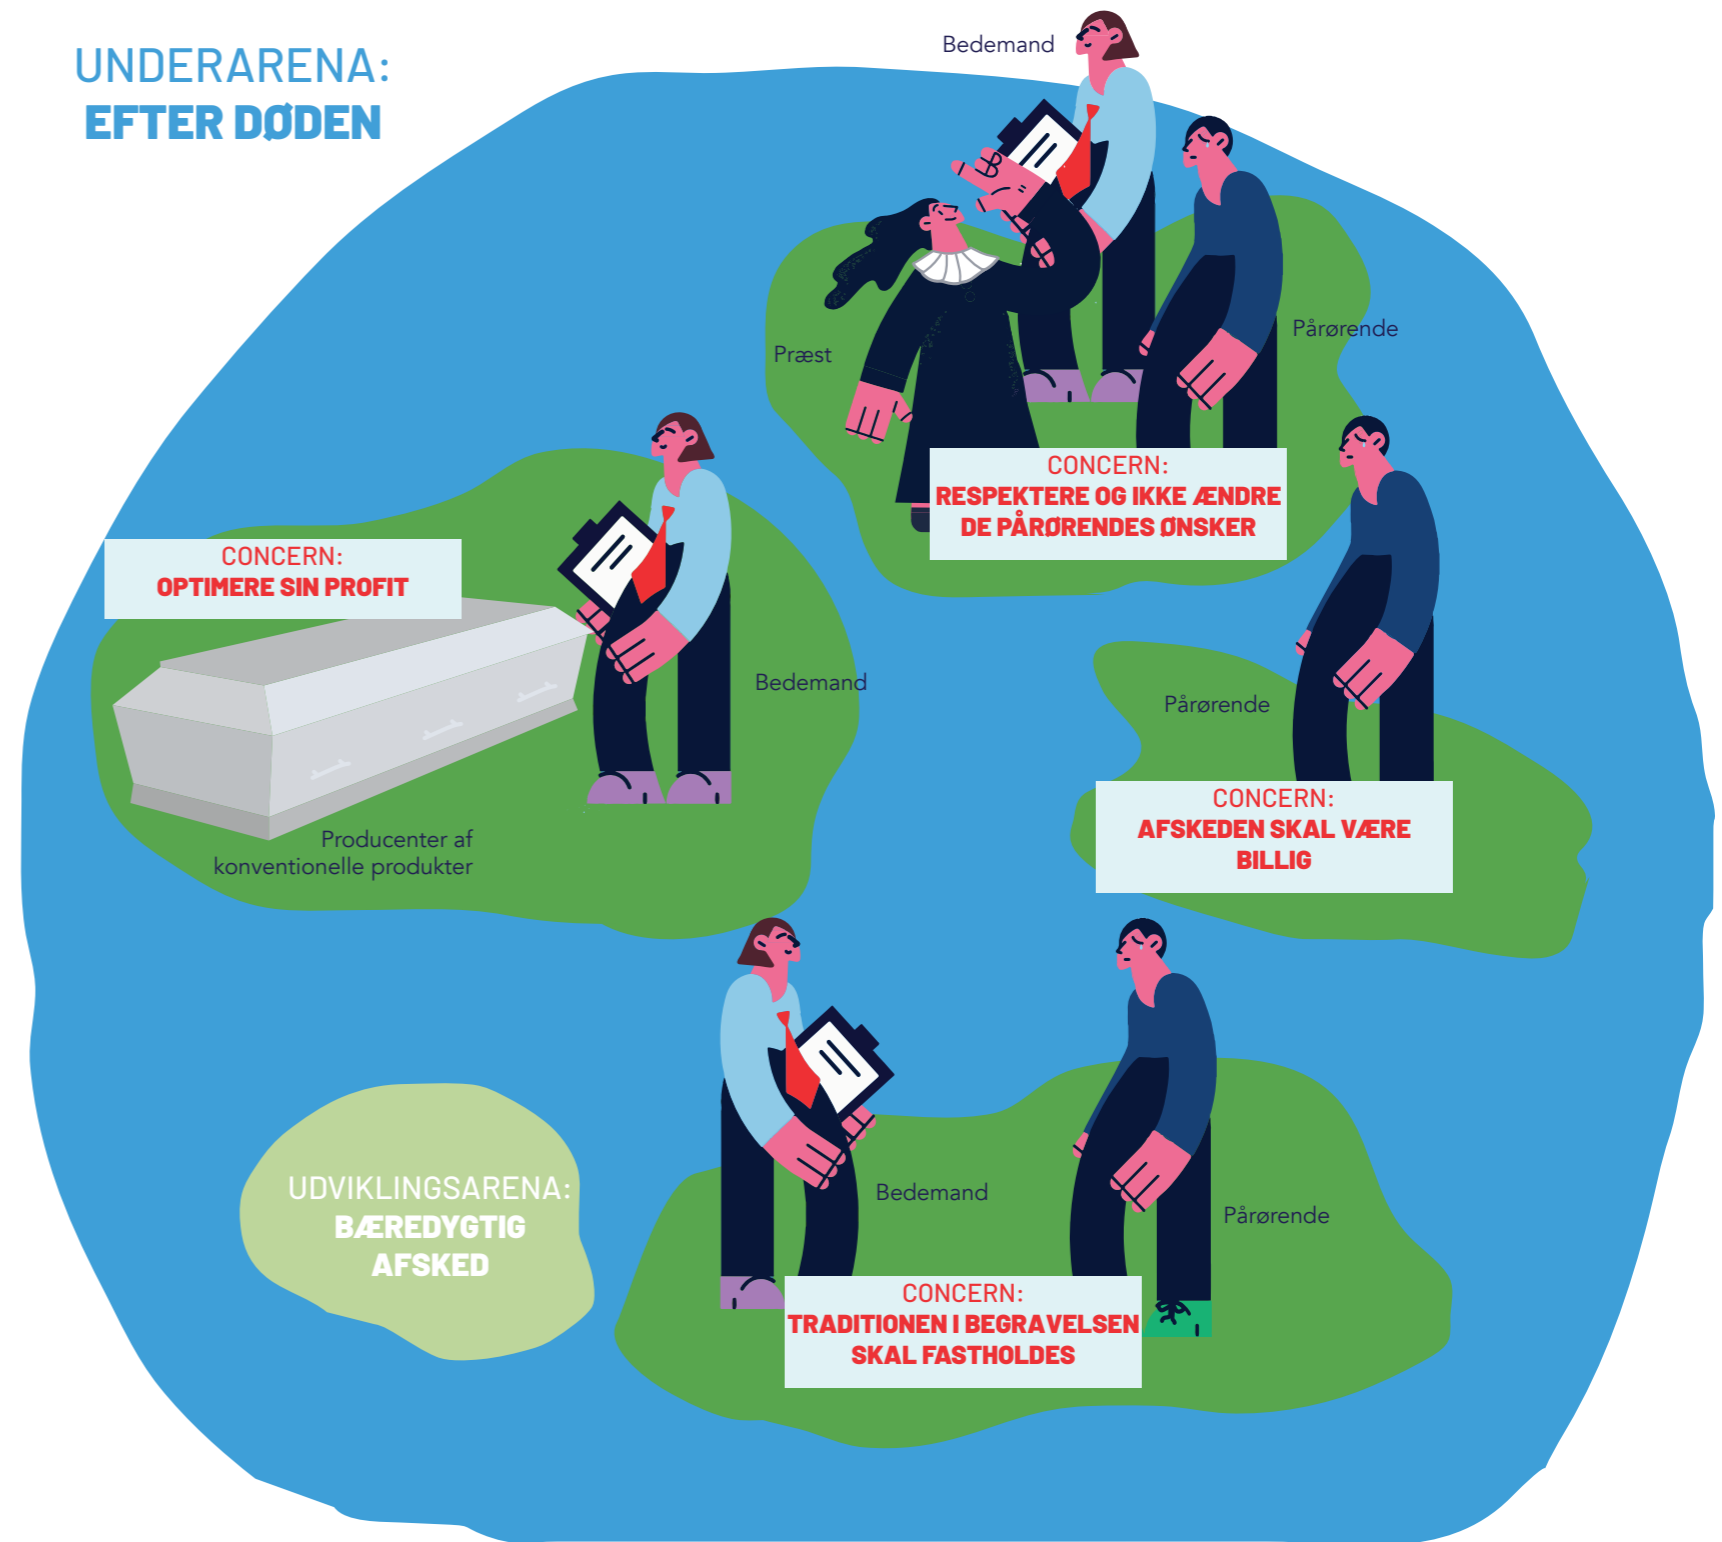 UNDERARENA:
EFTER DØDEN
Bedemand
Præst
Pårørende
CONCERN:
RESPEKTERE OG IKKE ÆNDRE
DE PÅRØRENDES ØNSKER
CONCERN:
OPTIMERE SIN PROFIT
Bedemand
Producenter af
konventionelle produkter
Pårørende
CONCERN:
AFSKEDEN SKAL VÆRE
BILLIG
UDVIKLINGSARENA:
BÆREDYGTIG
AFSKED
Bedemand
Pårørende
CONCERN:
TRADITIONEN I BEGRAVELSEN
SKAL FASTHOLDES